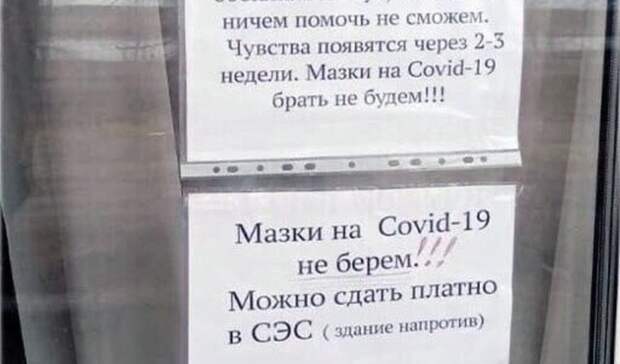 ничем помочь не сможем.
Чувства появятся через 2-3
недели. Мазки на Covid-19
брать не будем!!!
Мазки на Covid-19
не берем.!!!
Можно сдать платно
в СЭС ( здание напротив)